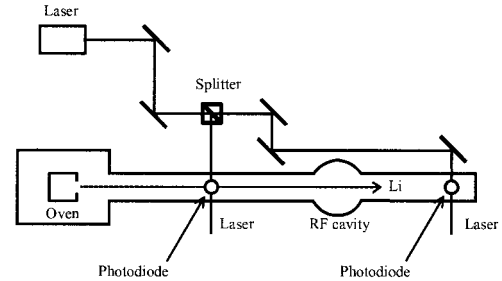 Laser
Splitter
Li
Oven
Laser
RF cavity
Laser
Photodiode
Photodiode